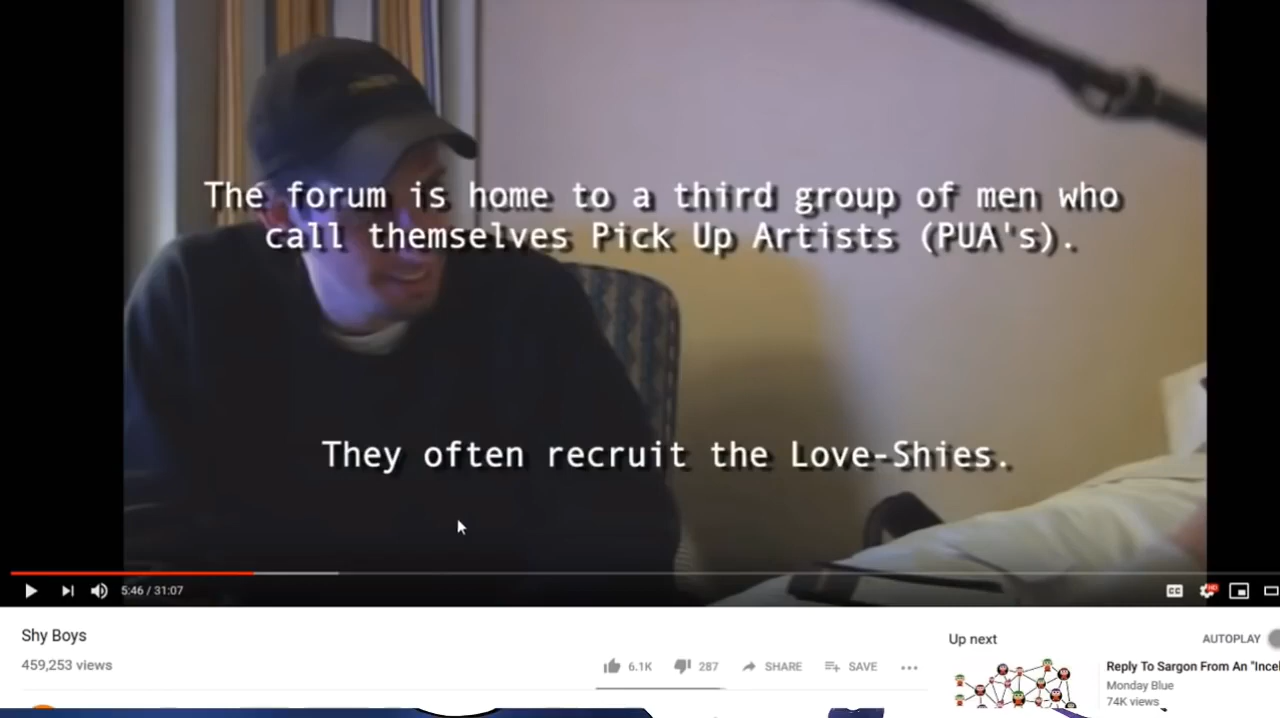 The forum is home to a third group of men who
call themselves Pick Up Artists (PUA's).
They often recruit the Love-Shies.
5:46 / 31:07
CC
HD
Shy Boys
459,253 views
6.1K
287
SHARE
SAVE
Up next
AUTOPLAY
Reply To Sargon From An "Incel
Monday Blue
74K views